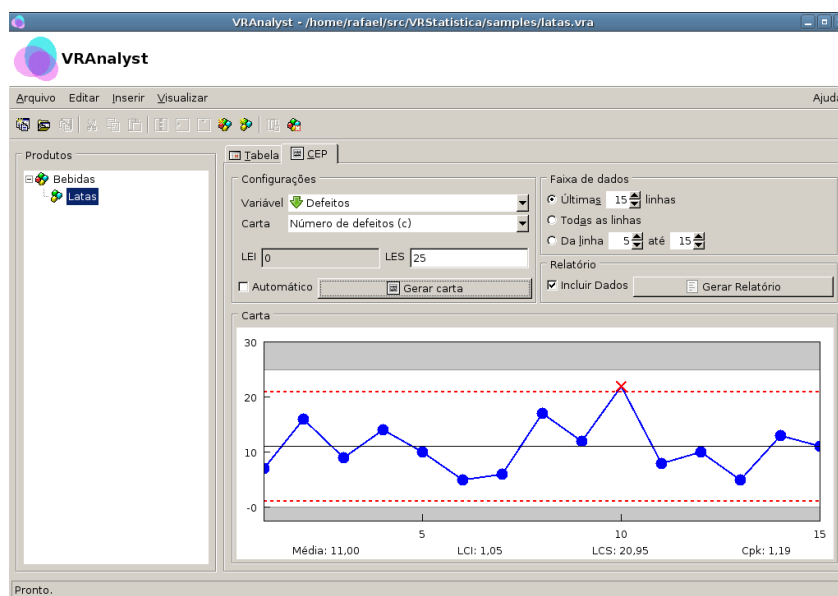 VRAnalyst - /home/rafael/src/VRStatistica/samples/latas.vra
VRAnalyst
Arquivo Editar Inserir Visualizar Ajuda
Produtos
Bebidas
Latas
Tabela CEP
Configurações
Variável Defeitos
Carta Número de defeitos (c)
LEI 0 LES 25
Automático Gerar carta
Faixa de dados
Últimas 15 linhas
Todas as linhas
Da linha 5 até 15
Relatório
Incluir Dados Gerar Relatório
Carta
30
20
10
-0
5 10 15
Média: 11,00 LCI: 1,05 LCS: 20,95 Cpk: 1,19
Pronto.